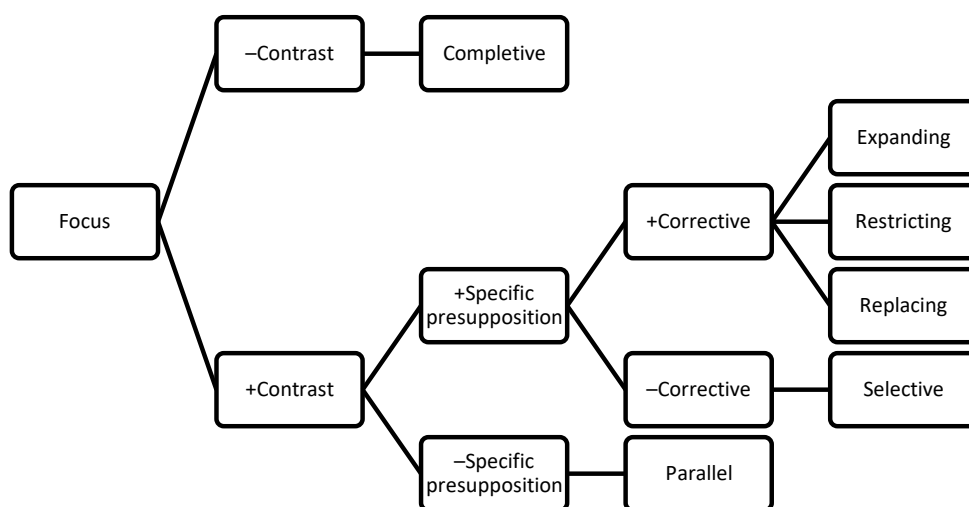 –Contrast
Completive
Expanding
Focus
+Corrective
Restricting
+Specific
presupposition
Replacing
+Contrast
–Corrective
Selective
–Specific
presupposition
Parallel